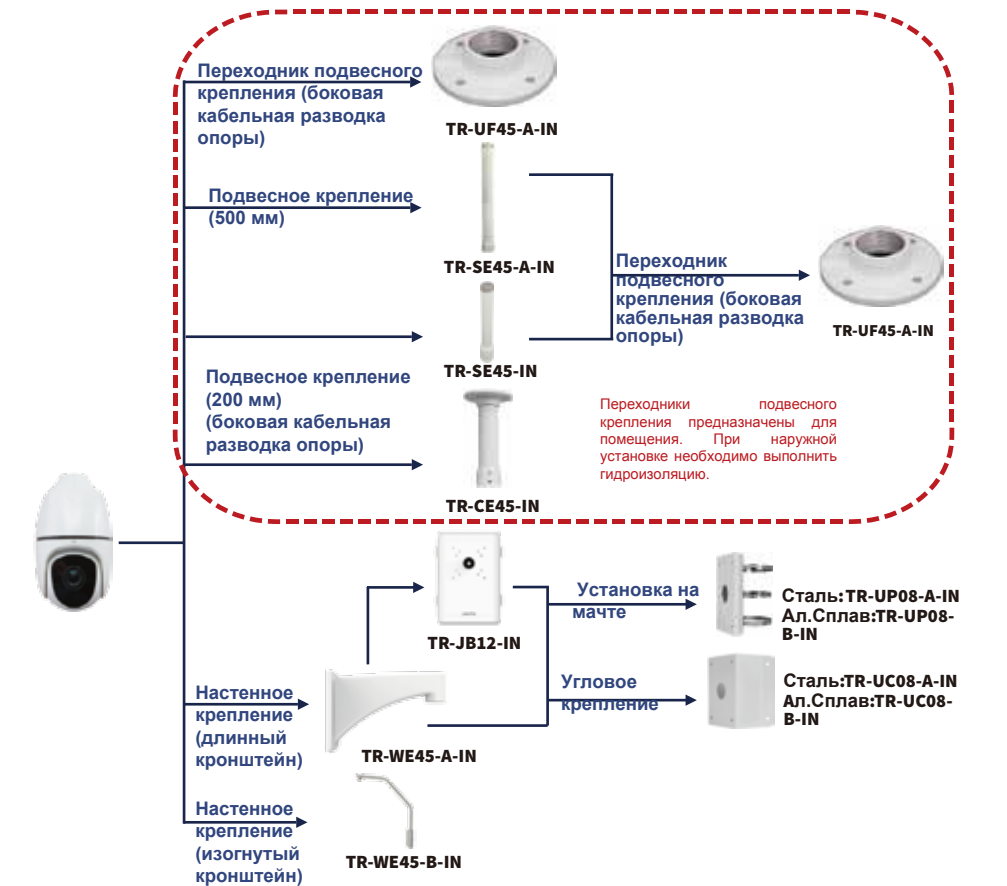 Переходник подвесного
крепления (боковая
кабельная разводка
опоры)
TR-UF45-A-IN
Подвесное крепление
(500 мм)
TR-SE45-A-IN
Переходник
подвесного
крепления (боковая
кабельная разводка
опоры)
TR-UF45-A-IN
TR-SE45-IN
Подвесное крепление
(200 мм)
(боковая кабельная
разводка опоры)
Переходники подвесного
крепления предназначены для
помещения. При наружной
установке необходимо выполнить
гидроизоляцию.
TR-CE45-IN
TR-JB12-IN
Установка на
мачте
Сталь:TR-UP08-A-IN
Ал.Сплав:TR-UP08-
B-IN
Настенное
крепление
(длинный
кронштейн)
TR-WE45-A-IN
Угловое
крепление
Сталь:TR-UC08-A-IN
Ал.Сплав:TR-UC08-
B-IN
Настенное
крепление
(изогнутый
кронштейн)
TR-WE45-B-IN